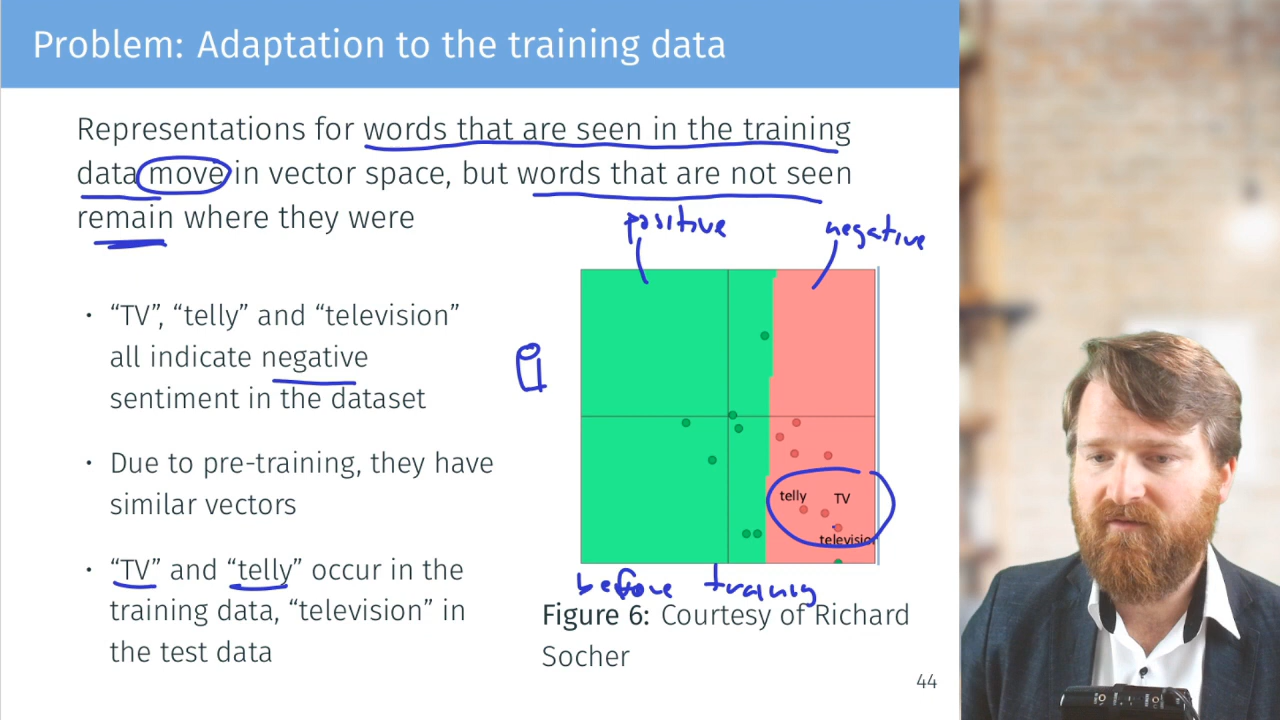 Problem: Adaptation to the training data
Representations for words that are seen in the training
data move in vector space, but words that are not seen
remain where they were
positive
negative
• “TV”, “telly” and “television”
all indicate negative
sentiment in the dataset
• Due to pre-training, they have
similar vectors
• “TV” and “telly” occur in the
training data, “television” in
the test data
telly TV
television
before training
Figure 6: Courtesy of Richard
Socher
44